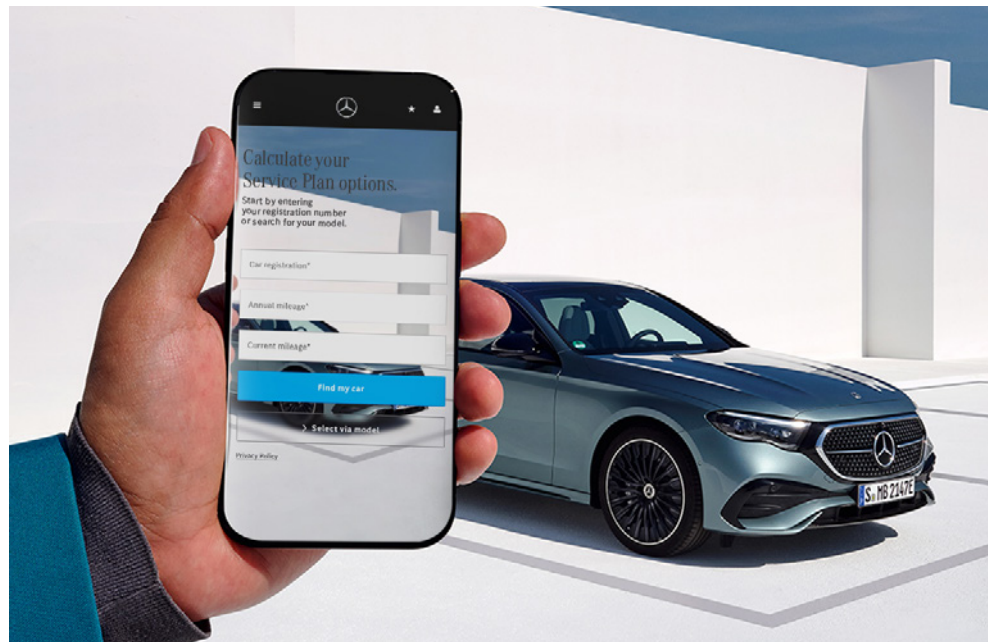 Calculate your
Service Plan options.
Start by entering
your registration number
or search for your model.
Car registration*
Annual mileage*
Current mileage*
Find my car
> Select via model
Privacy Policy
S MB 2147E